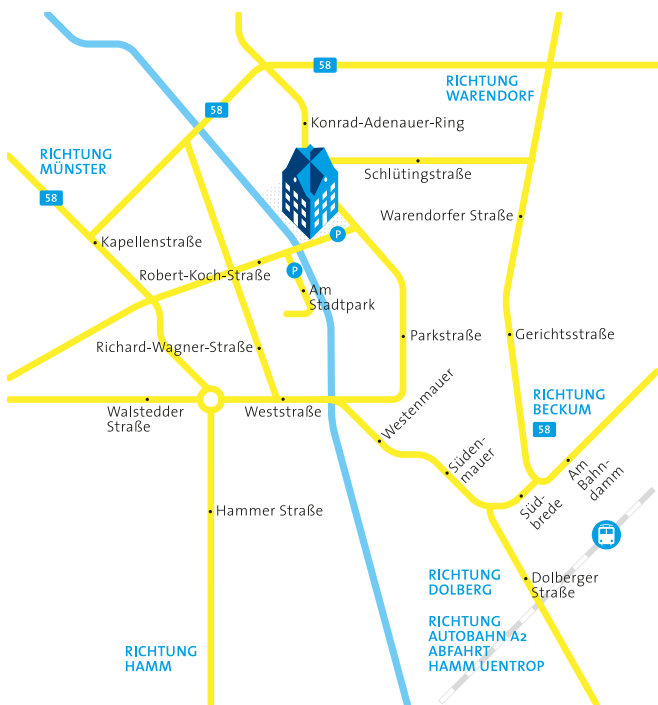 58
RICHTUNG
WARENDORF
58
Konrad-Adenauer-Ring
RICHTUNG
MÜNSTER
Schlütingstraße
58
Warendorfer Straße
P
Kapellenstraße
Robert-Koch-Straße
P
Am
Stadtpark
Parkstraße
Gerichtsstraße
Richard-Wagner-Straße
Westenmauer
RICHTUNG
BECKUM
58
Walstedder
Straße
Weststraße
Süden-
mauer
Am
Bahn-
damm
Süd-
brede
Hammer Straße
RICHTUNG
DOLBERG
Dolberger
Straße
RICHTUNG
AUTOBAHN A2
ABFAHRT
HAMM UENTROP
RICHTUNG
HAMM